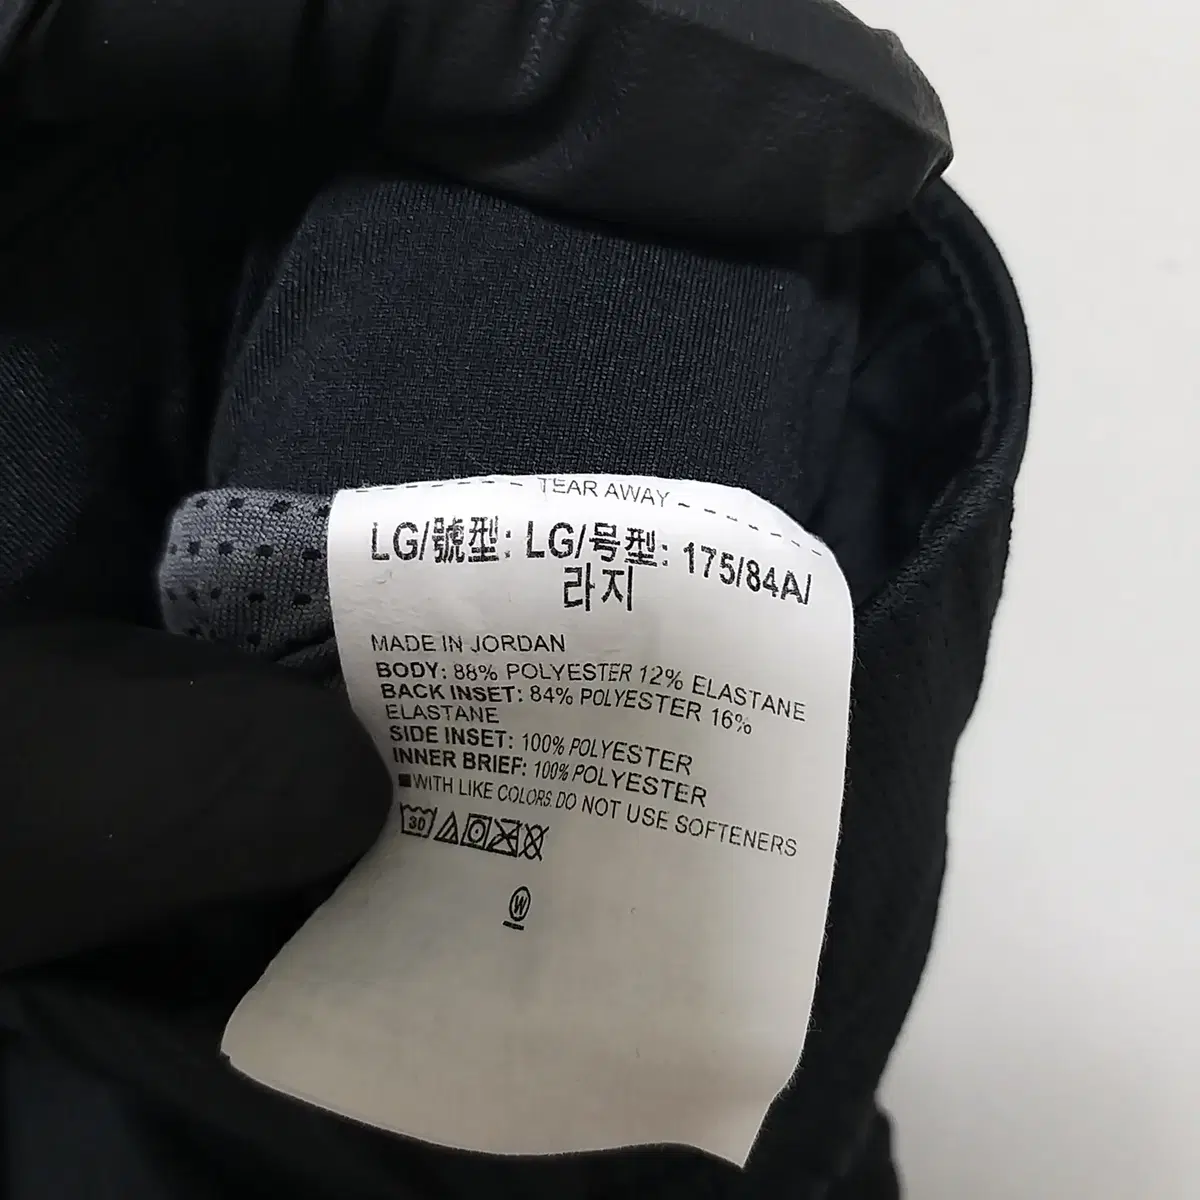 TEAR AWAY
LG/號型: LG/号型: 175/84A/
라지
MADE IN JORDAN
BODY: 88% POLYESTER 12% ELASTANE
BACK INSET: 84% POLYESTER 16%
ELASTANE
SIDE INSET: 100% POLYESTER
INNER BRIEF: 100% POLYESTER
WITH LIKE COLORS.DO NOT USE SOFTENERS
30
W